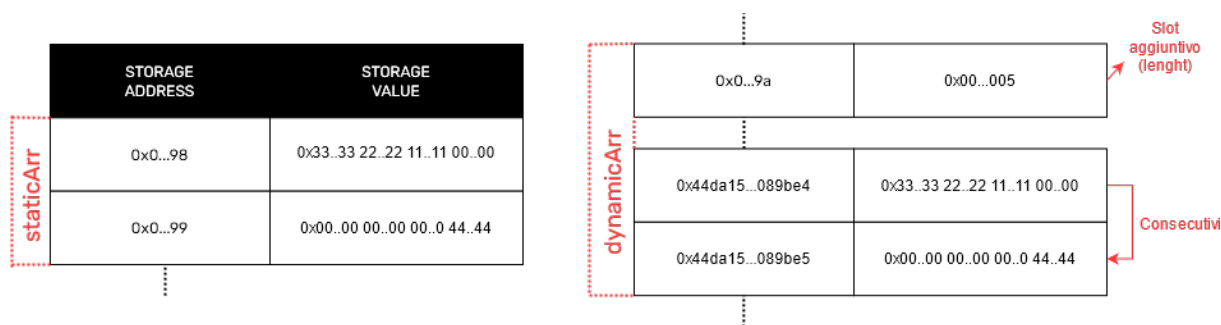 STORAGE
ADDRESS
STORAGE
VALUE
staticArr
0x0...98
0x33..33 22..22 11..11 00..00
0x0...99
0x00..00 00..00 00..0 44..44
dynamicArr
0x0...9a
0x00...005
Slot
aggiuntivo
(lenght)
0x44da15...089be4
0x33..33 22..22 11..11 00..00
0x44da15...089be5
0x00..00 00..00 00..0 44..44
Consecutivi